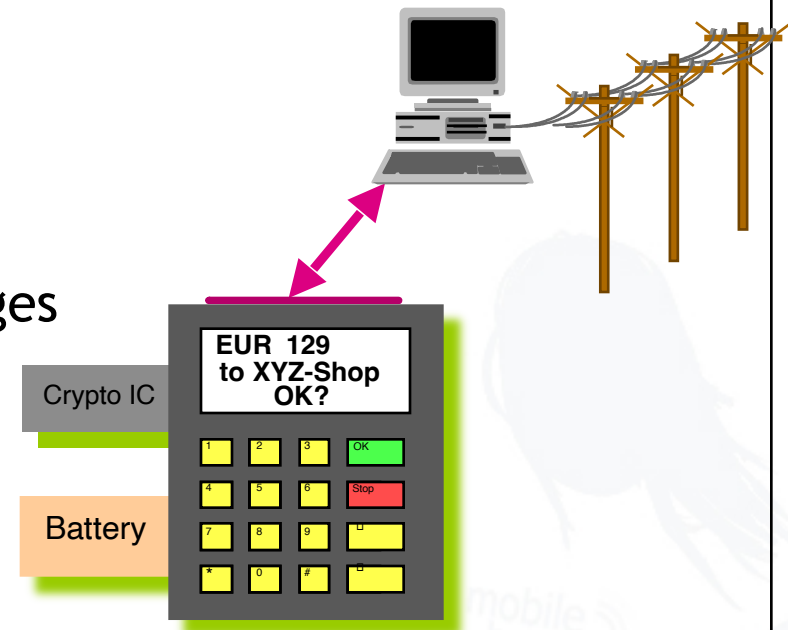 ges
EUR 129
to XYZ-Shop
OK?
Crypto IC
Battery
1 2 3 OK
4 5 6 Stop
7 8 9
* 0 #
mobile